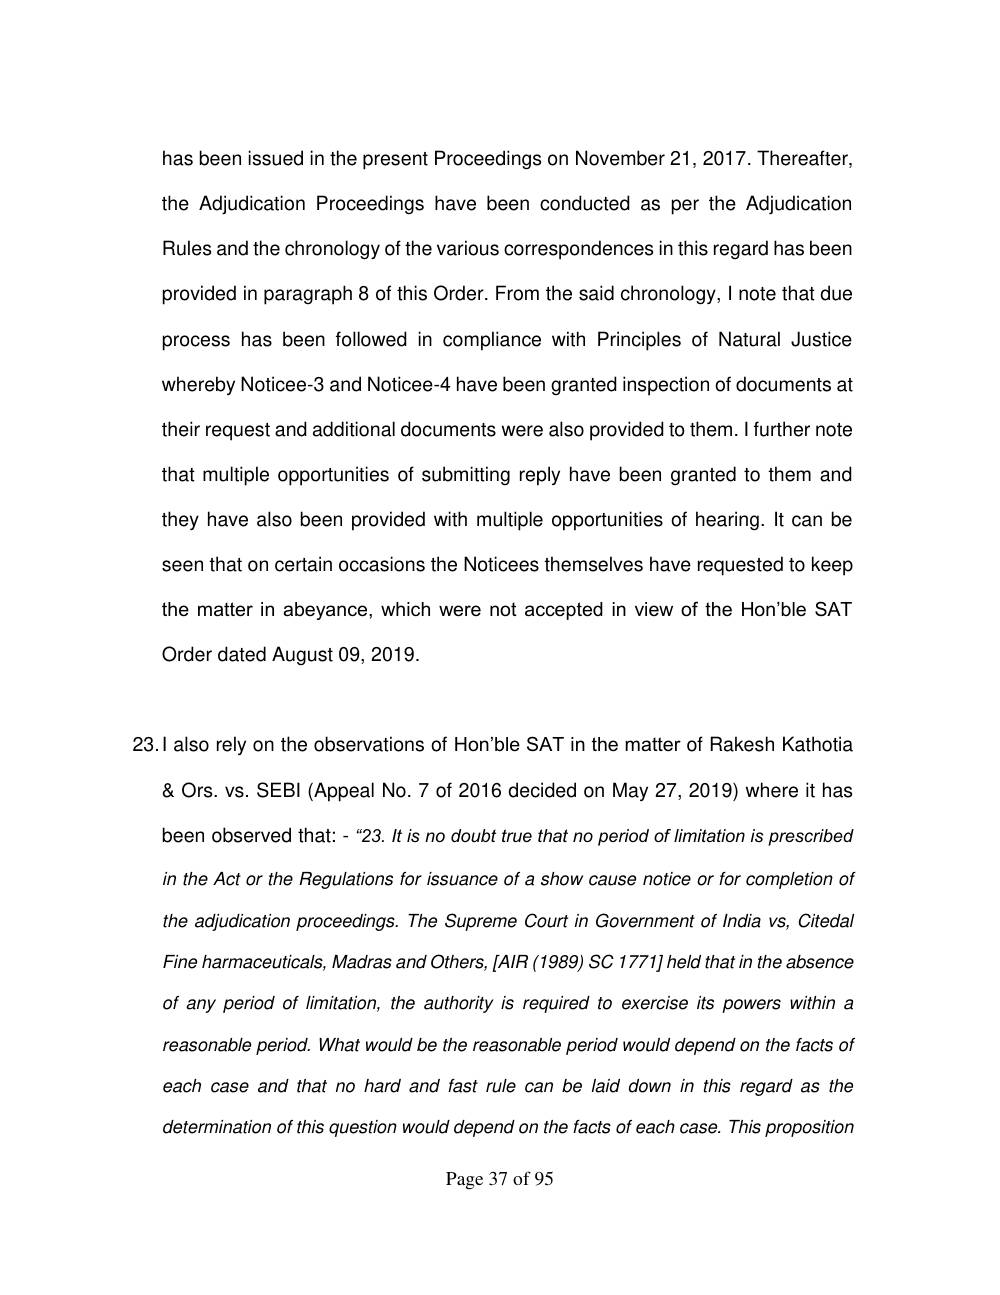 has been issued in the present Proceedings on November 21, 2017. Thereafter,
the Adjudication Proceedings have been conducted as per the Adjudication
Rules and the chronology of the various correspondences in this regard has been
provided in paragraph 8 of this Order. From the said chronology, I note that due
process has been followed in compliance with Principles of Natural Justice
whereby Noticee-3 and Noticee-4 have been granted inspection of documents at
their request and additional documents were also provided to them. I further note
that multiple opportunities of submitting reply have been granted to them and
they have also been provided with multiple opportunities of hearing. It can be
seen that on certain occasions the Noticees themselves have requested to keep
the matter in abeyance, which were not accepted in view of the Hon’ble SAT
Order dated August 09, 2019.
23. I also rely on the observations of Hon’ble SAT in the matter of Rakesh Kathotia
& Ors. vs. SEBI (Appeal No. 7 of 2016 decided on May 27, 2019) where it has
been observed that: - “23. It is no doubt true that no period of limitation is prescribed
in the Act or the Regulations for issuance of a show cause notice or for completion of
the adjudication proceedings. The Supreme Court in Government of India vs, Citedal
Fine harmaceuticals, Madras and Others, [AIR (1989) SC 1771] held that in the absence
of any period of limitation, the authority is required to exercise its powers within a
reasonable period. What would be the reasonable period would depend on the facts of
each case and that no hard and fast rule can be laid down in this regard as the
determination of this question would depend on the facts of each case. This proposition
Page 37 of 95